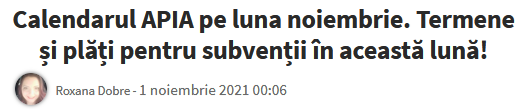 Calendarul APIA pe luna noiembrie. Termene
și plăți pentru subvenții în această lună!
Roxana Dobre - 1 noiembrie 2021 00:06